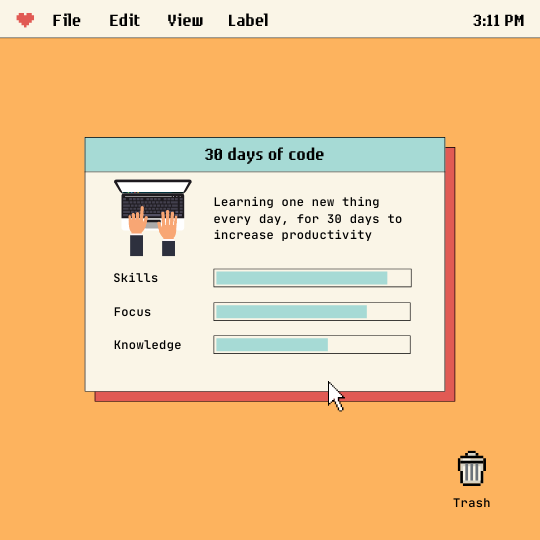 File Edit View Label 3:11 PM
30 days of code
Learning one new thing
every day, for 30 days to
increase productivity
Skills
Focus
Knowledge
Trash